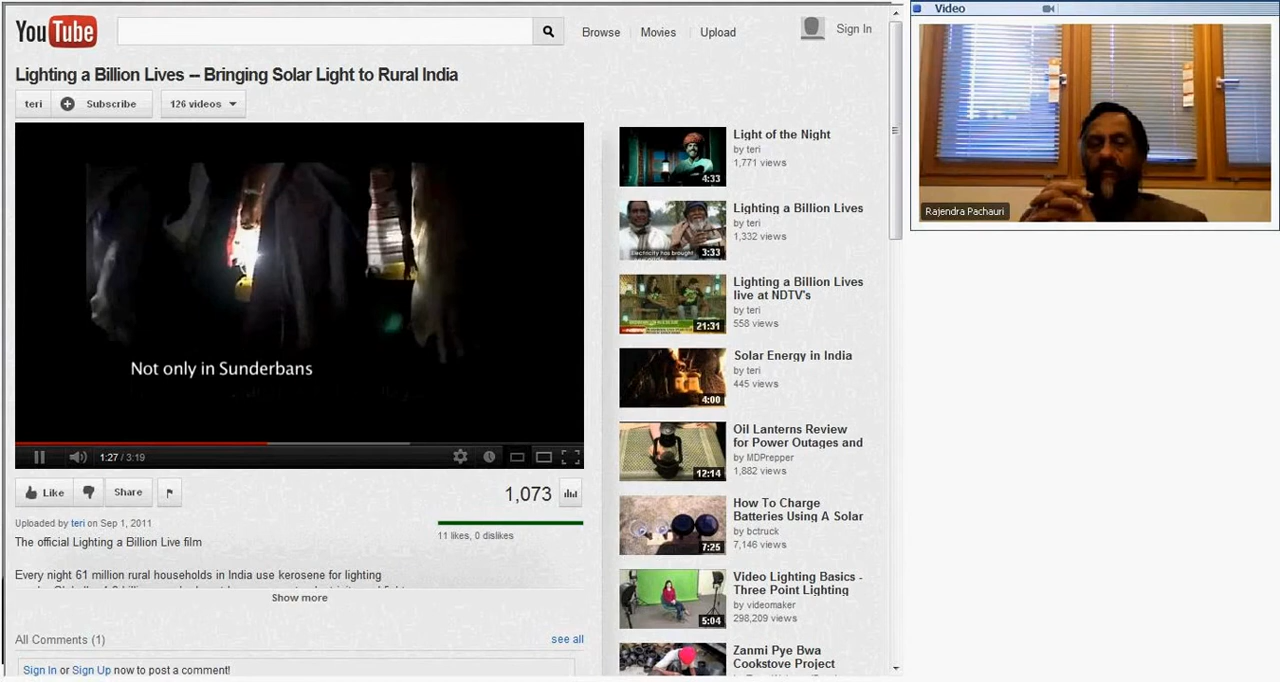 YouTube
Browse
Movies
Upload
Sign In
Lighting a Billion Lives -- Bringing Solar Light to Rural India
teri
Subscribe
126 videos
Not only in Sunderbans
1:27 / 3:19
Like
Share
1,073
Uploaded by teri on Sep 1, 2011
11 likes, 0 dislikes
The official Lighting a Billion Live film
Every night 61 million rural households in India use kerosene for lighting
Show more
All Comments (1)
see all
Sign In or Sign Up now to post a comment!
Light of the Night
by teri
1,771 views
4:33
Lighting a Billion Lives
by teri
1,332 views
Electricity has brought
3:33
Lighting a Billion Lives
live at NDTV's
by teri
558 views
21:31
Solar Energy in India
by teri
445 views
4:00
Oil Lanterns Review
for Power Outages and
by MDPrepper
1,882 views
12:14
How To Charge
Batteries Using A Solar
by bctruck
7,146 views
7:25
Video Lighting Basics -
Three Point Lighting
by videomaker
298,209 views
5:04
Zanmi Pye Bwa
Cookstove Project
Video
Rajendra Pachauri